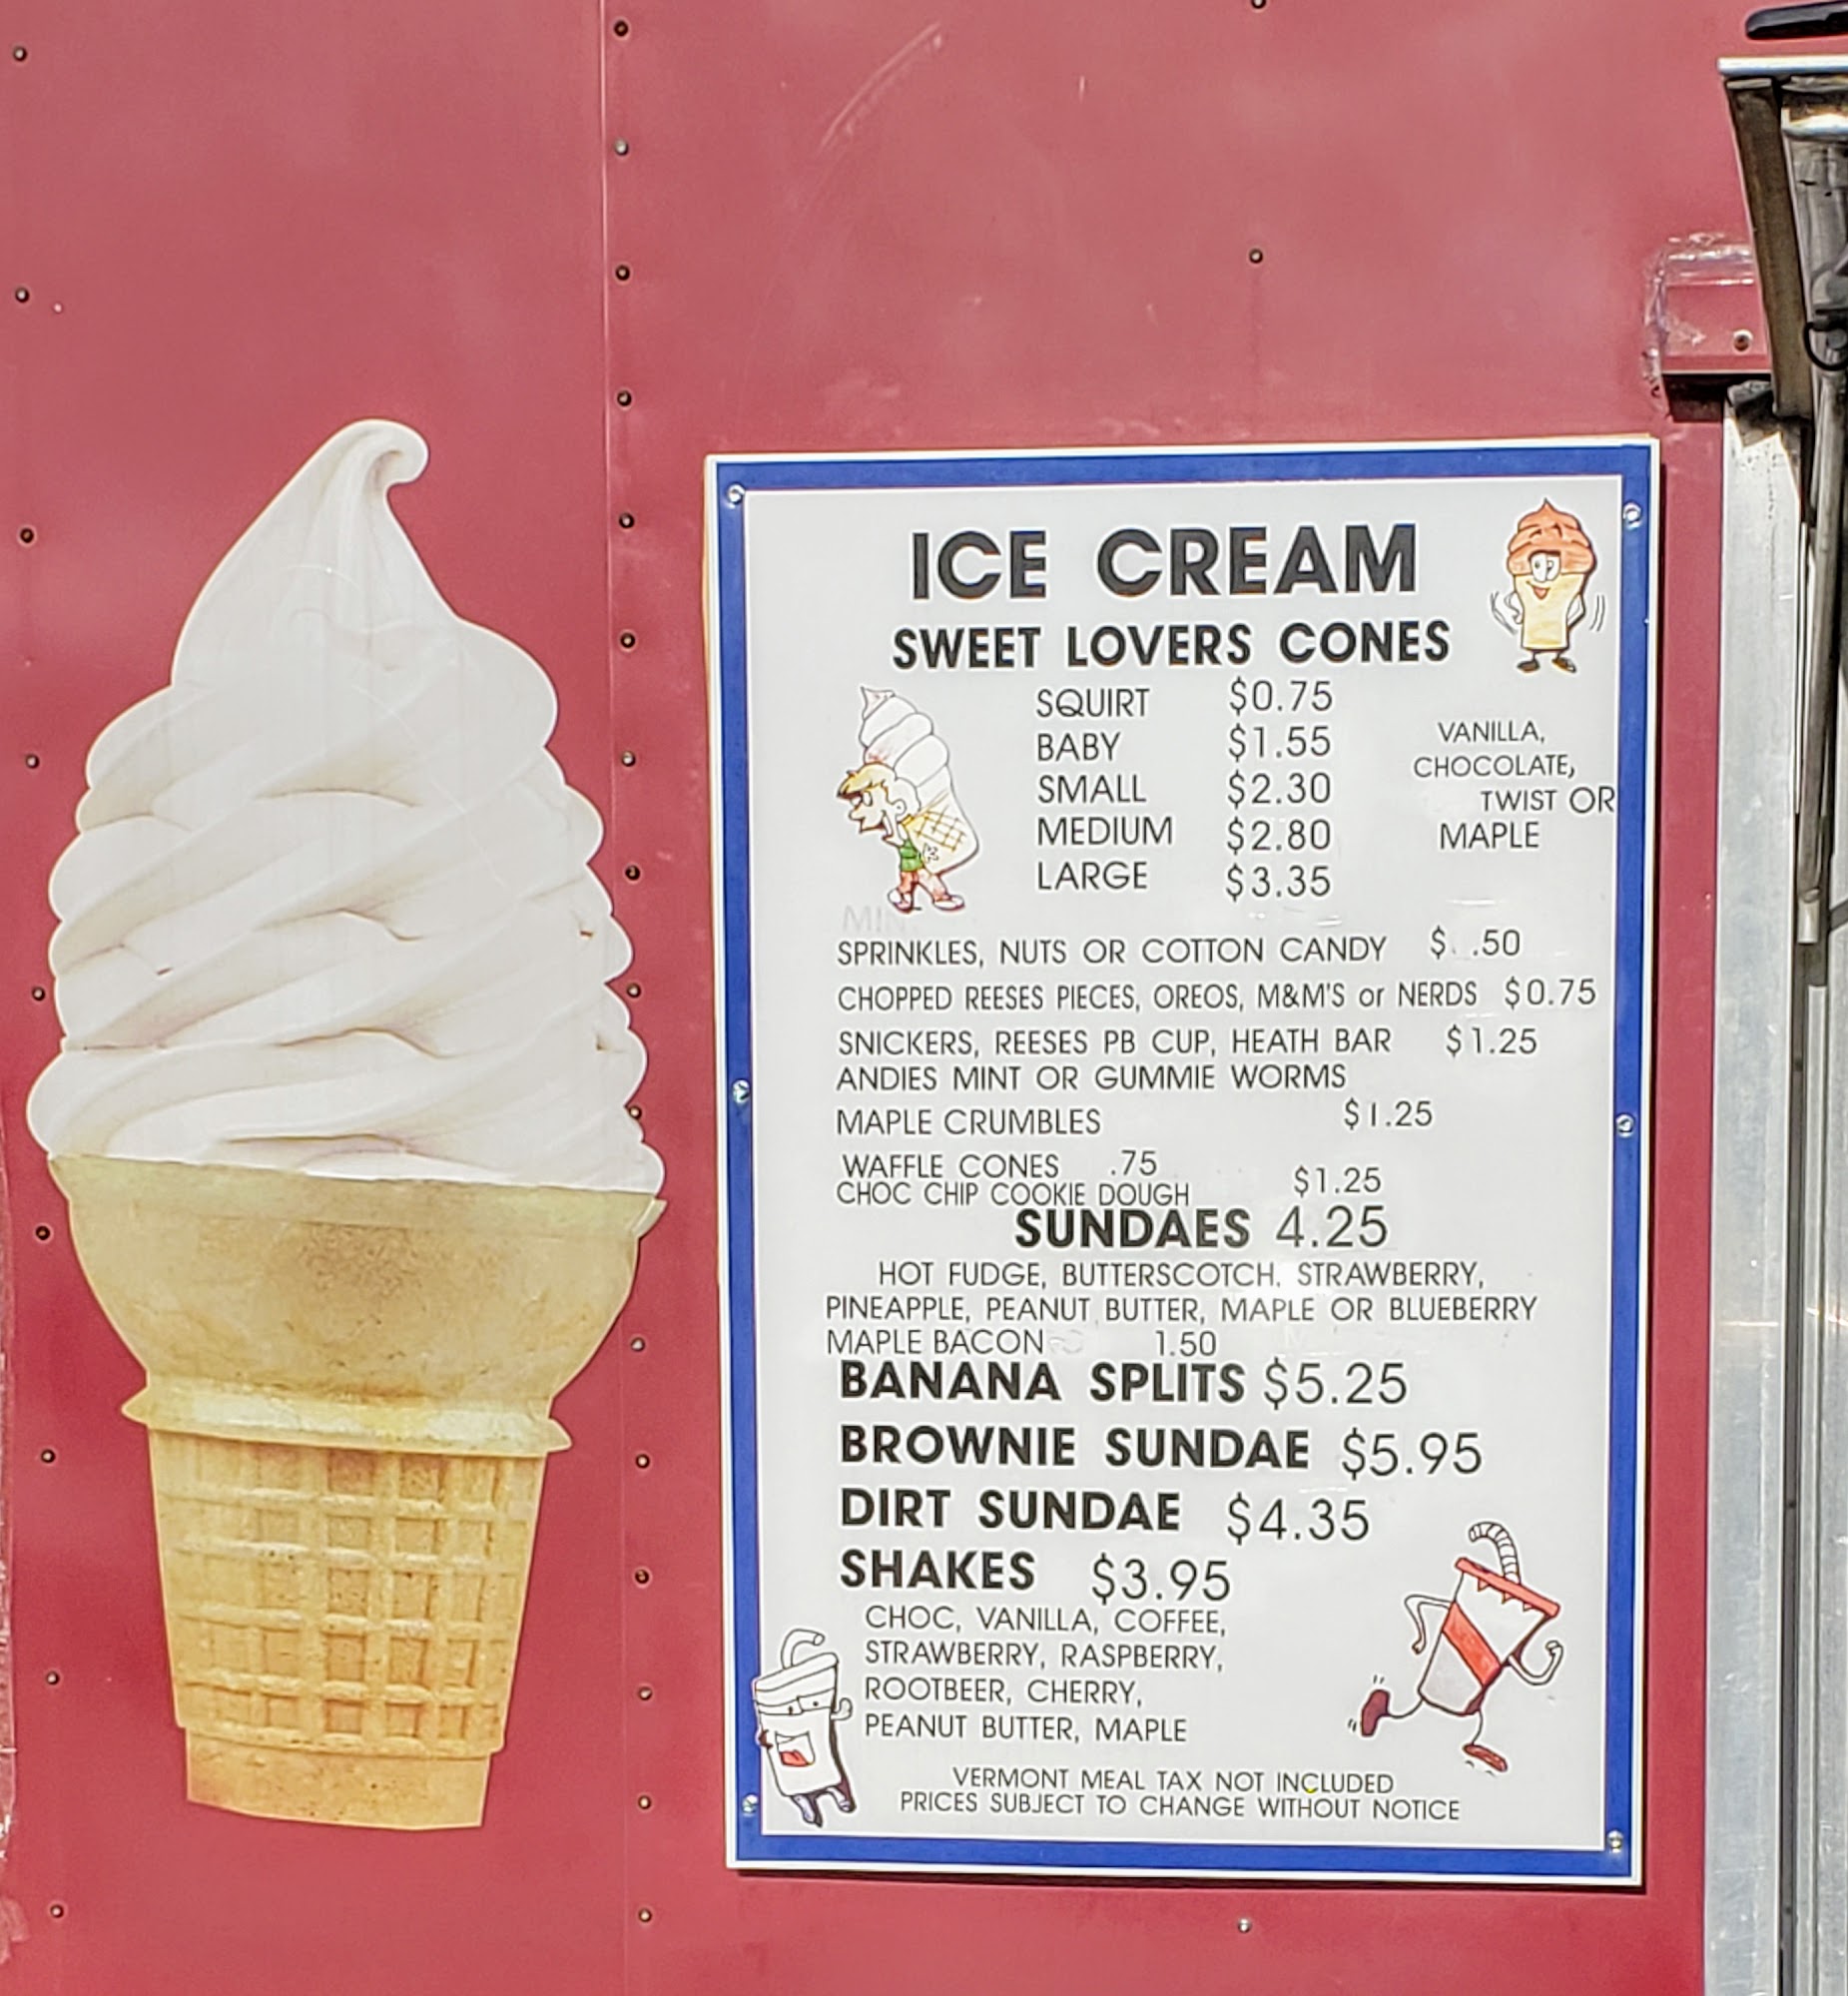 ICE CREAM
SWEET LOVERS CONES
SQUIRT $0.75
BABY $1.55
SMALL $2.30
MEDIUM $2.80
LARGE $3.35
VANILLA,
CHOCOLATE,
TWIST OR
MAPLE
SPRINKLES, NUTS OR COTTON CANDY $ .50
CHOPPED REESES PIECES, OREOS, M&M'S or NERDS $0.75
SNICKERS, REESES PB CUP, HEATH BAR $1.25
ANDIES MINT OR GUMMIE WORMS
MAPLE CRUMBLES $1.25
WAFFLE CONES .75
CHOC CHIP COOKIE DOUGH $1.25
SUNDAES 4.25
HOT FUDGE, BUTTERSCOTCH, STRAWBERRY,
PINEAPPLE, PEANUT BUTTER, MAPLE OR BLUEBERRY
MAPLE BACON 1.50
BANANA SPLITS $5.25
BROWNIE SUNDAE $5.95
DIRT SUNDAE $4.35
SHAKES $3.95
CHOC, VANILLA, COFFEE,
STRAWBERRY, RASPBERRY,
ROOTBEER, CHERRY,
PEANUT BUTTER, MAPLE
VERMONT MEAL TAX NOT INCLUDED
PRICES SUBJECT TO CHANGE WITHOUT NOTICE